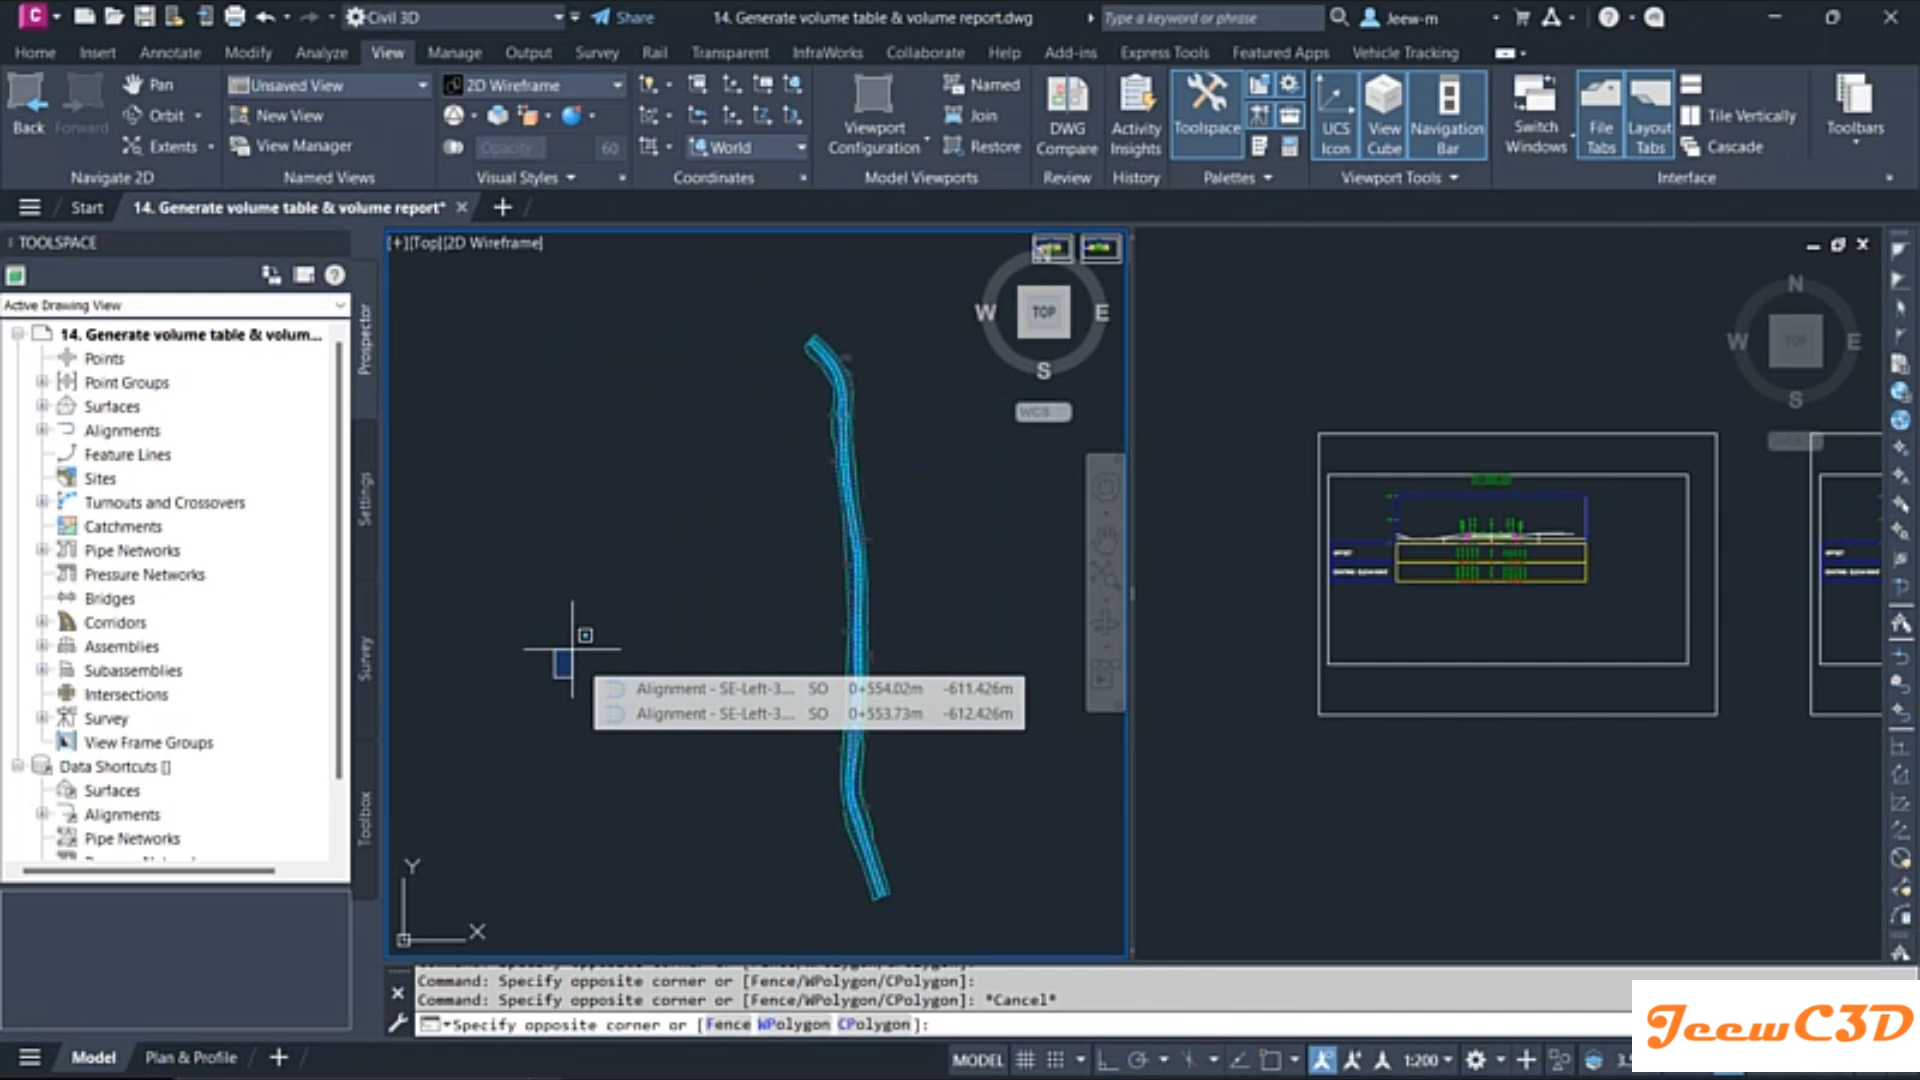 Civil 3D
Share
14. Generate volume table & volume report.dwg
Type a keyword or phrase
Jeew-m
Home Insert Annotate Modify Analyze View Manage Output Survey Rail Transparent InfraWorks Collaborate Help Add-ins Express Tools Featured Apps Vehicle Tracking
Back Forward
Pan
Orbit
Extents
Navigate 2D
Unsaved View
New View
View Manager
Named Views
2D Wireframe
Opacity 60
Visual Styles
World
Coordinates
Viewport
Configuration
Named
Join
Restore
Model Viewports
DWG
Compare
Review
Activity
Insights
History
Toolspace
Palettes
UCS
Icon
View
Cube
Navigation
Bar
Viewport Tools
Switch
Windows
File
Tabs
Layout
Tabs
Tile Vertically
Cascade
Interface
Toolbars
Start
14. Generate volume table & volume report*
TOOLSPACE
Active Drawing View
14. Generate volume table & volum...
Points
Point Groups
Surfaces
Alignments
Feature Lines
Sites
Turnouts and Crossovers
Catchments
Pipe Networks
Pressure Networks
Bridges
Corridors
Assemblies
Subassemblies
Intersections
Survey
View Frame Groups
Data Shortcuts []
Surfaces
Alignments
Pipe Networks
Prospector
Settings
Survey
Toolbox
[+][Top][2D Wireframe]
N
W
TOP
E
S
WCS
Alignment - SE-Left-3... SO 0+554.02m -611.426m
Alignment - SE-Left-3... SO 0+553.73m -612.426m
Y
X
N
W
TOP
E
S
Command: Specify opposite corner or [Fence/WPolygon/CPolygon]:
Command: Specify opposite corner or [Fence/WPolygon/CPolygon]: *Cancel*
Specify opposite corner or [Fence WPolygon CPolygon]:
Model
Plan & Profile
MODEL
1:200
JeewC3D